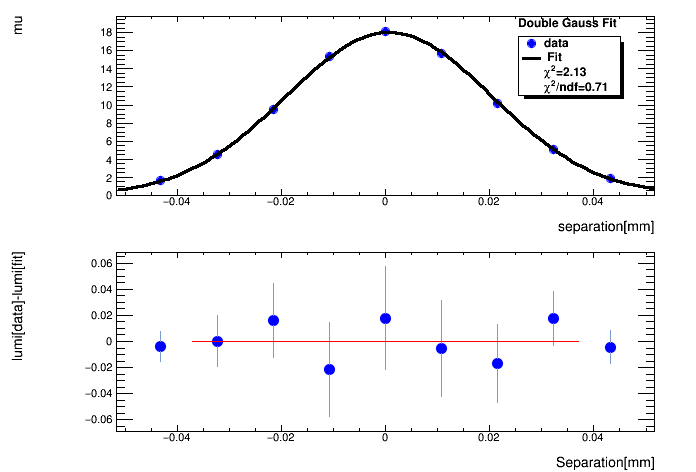 mu
Double Gauss Fit
data
Fit
χ²=2.13
χ²/ndf=0.71
18
16
14
12
10
8
6
4
2
0
−0.04 −0.02 0 0.02 0.04
separation[mm]
lumi[data]-lumi[fit]
0.06
0.04
0.02
0
−0.02
−0.04
−0.06
−0.04 −0.02 0 0.02 0.04
Separation[mm]